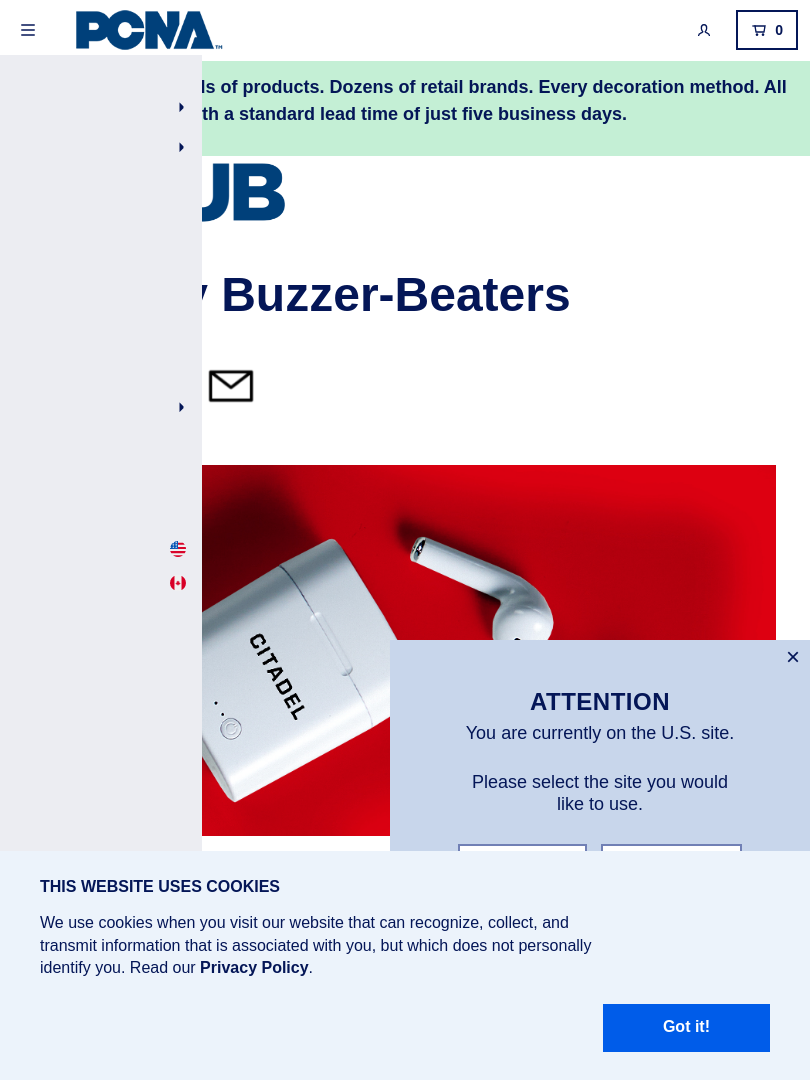 PCNA™
0
of products. Dozens of retail brands. Every decoration method. All
a standard lead time of just five business days.
UB
Buzzer-Beaters
CITADEL
ATTENTION
You are currently on the U.S. site.
Please select the site you would
like to use.
THIS WEBSITE USES COOKIES
We use cookies when you visit our website that can recognize, collect, and
transmit information that is associated with you, but which does not personally
identify you. Read our Privacy Policy.
Got it!